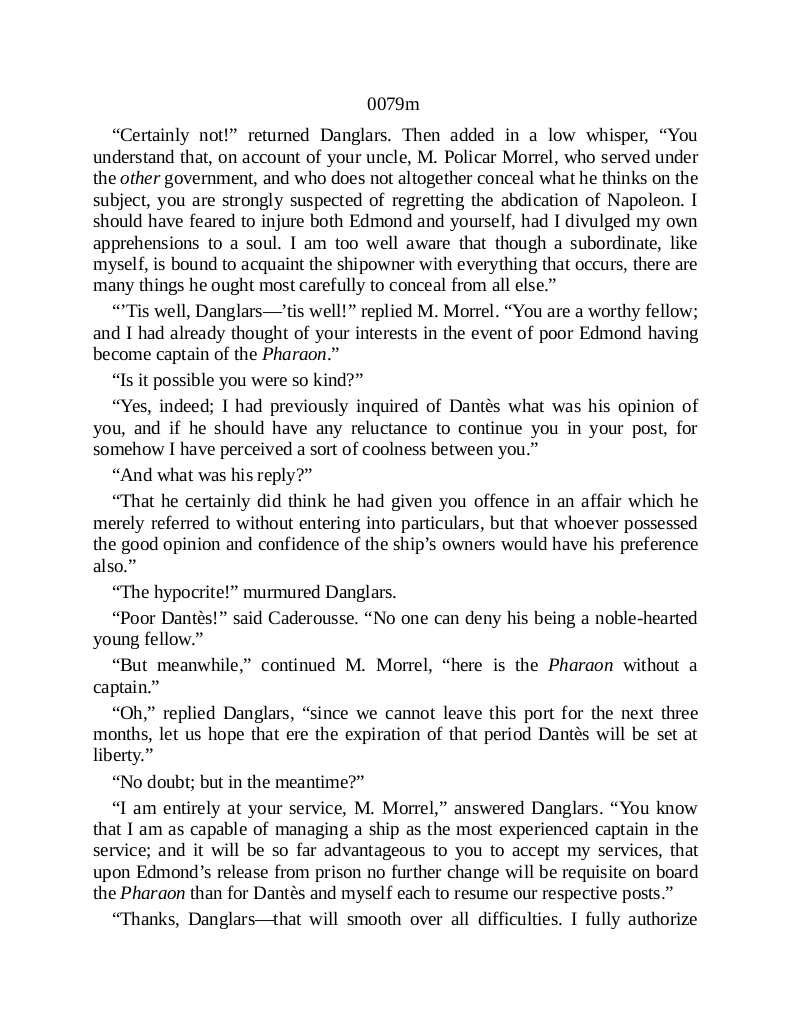 0079m
“Certainly not!” returned Danglars. Then added in a low whisper, “You
understand that, on account of your uncle, M. Policar Morrel, who served under
the other government, and who does not altogether conceal what he thinks on the
subject, you are strongly suspected of regretting the abdication of Napoleon. I
should have feared to injure both Edmond and yourself, had I divulged my own
apprehensions to a soul. I am too well aware that though a subordinate, like
myself, is bound to acquaint the shipowner with everything that occurs, there are
many things he ought most carefully to conceal from all else.”
“’Tis well, Danglars—’tis well!” replied M. Morrel. “You are a worthy fellow;
and I had already thought of your interests in the event of poor Edmond having
become captain of the Pharaon.”
“Is it possible you were so kind?”
“Yes, indeed; I had previously inquired of Dantès what was his opinion of
you, and if he should have any reluctance to continue you in your post, for
somehow I have perceived a sort of coolness between you.”
“And what was his reply?”
“That he certainly did think he had given you offence in an affair which he
merely referred to without entering into particulars, but that whoever possessed
the good opinion and confidence of the ship’s owners would have his preference
also.”
“The hypocrite!” murmured Danglars.
“Poor Dantès!” said Caderousse. “No one can deny his being a noble-hearted
young fellow.”
“But meanwhile,” continued M. Morrel, “here is the Pharaon without a
captain.”
“Oh,” replied Danglars, “since we cannot leave this port for the next three
months, let us hope that ere the expiration of that period Dantès will be set at
liberty.”
“No doubt; but in the meantime?”
“I am entirely at your service, M. Morrel,” answered Danglars. “You know
that I am as capable of managing a ship as the most experienced captain in the
service; and it will be so far advantageous to you to accept my services, that
upon Edmond’s release from prison no further change will be requisite on board
the Pharaon than for Dantès and myself each to resume our respective posts.”
“Thanks, Danglars—that will smooth over all difficulties. I fully authorize